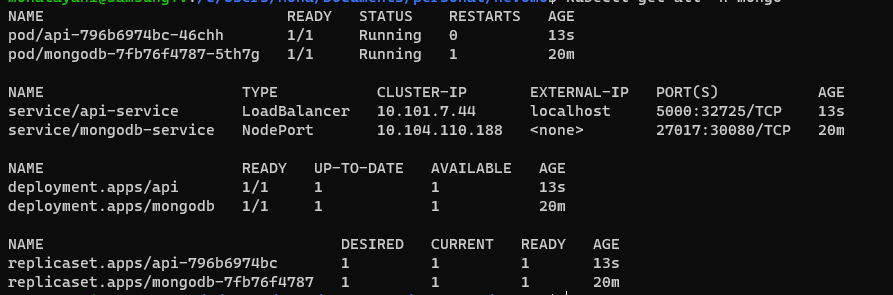 NAME READY STATUS RESTARTS AGE
pod/api-796b6974bc-46chh 1/1 Running 0 13s
pod/mongodb-7fb76f4787-5th7g 1/1 Running 1 20m
NAME TYPE CLUSTER-IP EXTERNAL-IP PORT(S) AGE
service/api-service LoadBalancer 10.101.7.44 localhost 5000:32725/TCP 13s
service/mongodb-service NodePort 10.104.110.188 <none> 27017:30080/TCP 20m
NAME READY UP-TO-DATE AVAILABLE AGE
deployment.apps/api 1/1 1 1 13s
deployment.apps/mongodb 1/1 1 1 20m
NAME DESIRED CURRENT READY AGE
replicaset.apps/api-796b6974bc 1 1 1 13s
replicaset.apps/mongodb-7fb76f4787 1 1 1 20m